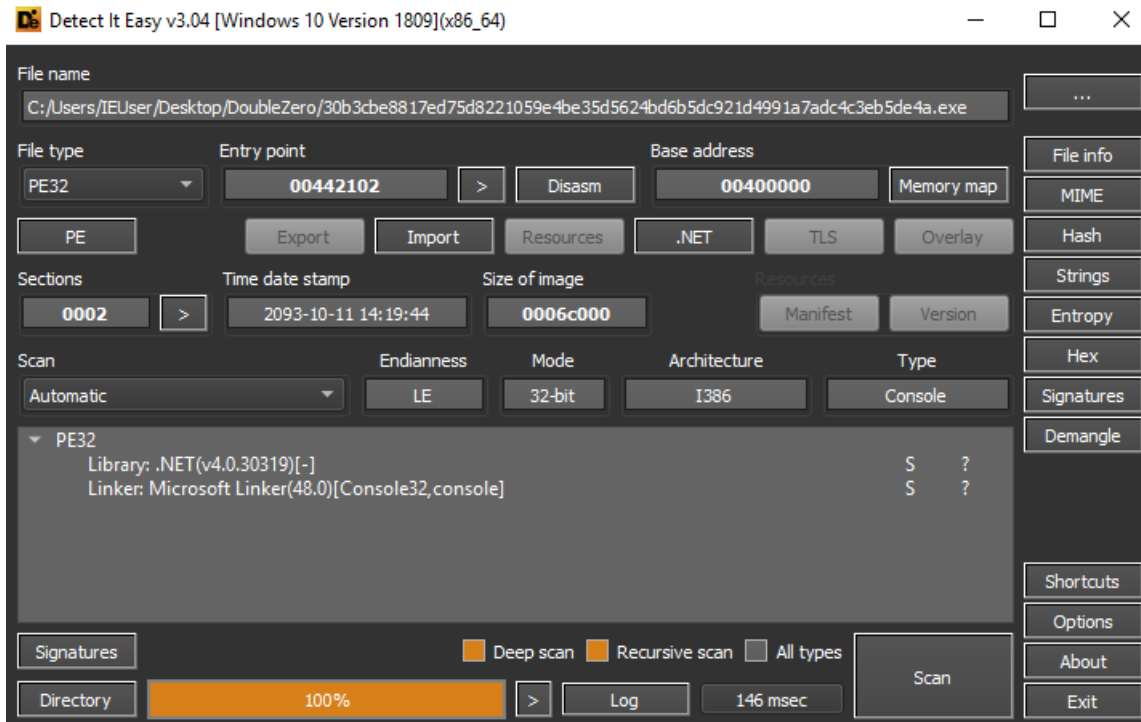 Detect It Easy v3.04 [Windows 10 Version 1809](x86_64)
File name
C:/Users/IEUser/Desktop/DoubleZero/30b3cbe8817ed75d8221059e4be35d5624bd6b5dc921d4991a7adc4c3eb5de4a.exe
...
File type Entry point Base address
File info
PE32 00442102 > Disasm 00400000 Memory map
MIME
PE Export Import Resources .NET TLS Overlay
Hash
Sections Time date stamp Size of image Resources
Strings
0002 > 2093-10-11 14:19:44 0006c000 Manifest Version
Entropy
Scan Endianness Mode Architecture Type
Hex
Automatic LE 32-bit I386 Console
Signatures
PE32
Demangle
Library: .NET(v4.0.30319)[-] S ?
Linker: Microsoft Linker(48.0)[Console32,console] S ?
Shortcuts
Options
Signatures Deep scan Recursive scan All types
Scan
About
Directory 100% > Log 146 msec
Exit